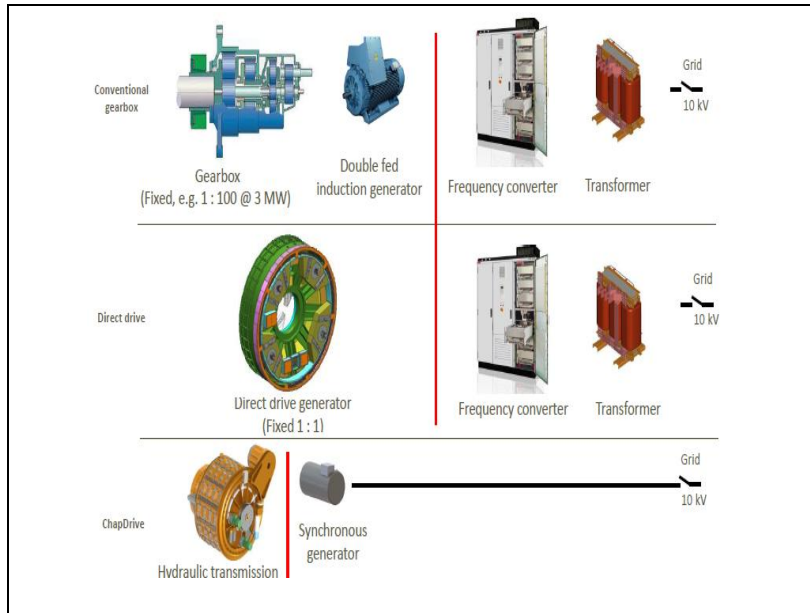 Conventional
gearbox
Gearbox
(Fixed, e.g. 1 : 100 @ 3 MW)
Double fed
induction generator
Frequency converter
Transformer
Grid
10 kV
Direct drive
Direct drive generator
(Fixed 1 : 1)
Frequency converter
Transformer
Grid
10 kV
ChapDrive
Hydraulic transmission
Synchronous
generator
Grid
10 kV